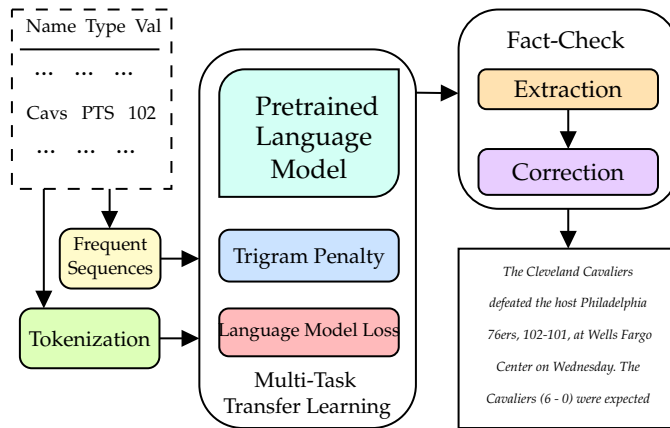 Name Type Val
... ... ...
Cavs PTS 102
... ... ...
Frequent
Sequences
Tokenization
Pretrained
Language
Model
Trigram Penalty
Language Model Loss
Multi-Task
Transfer Learning
Fact-Check
Extraction
Correction
The Cleveland Cavaliers
defeated the host Philadelphia
76ers, 102-101, at Wells Fargo
Center on Wednesday. The
Cavaliers (6 - 0) were expected